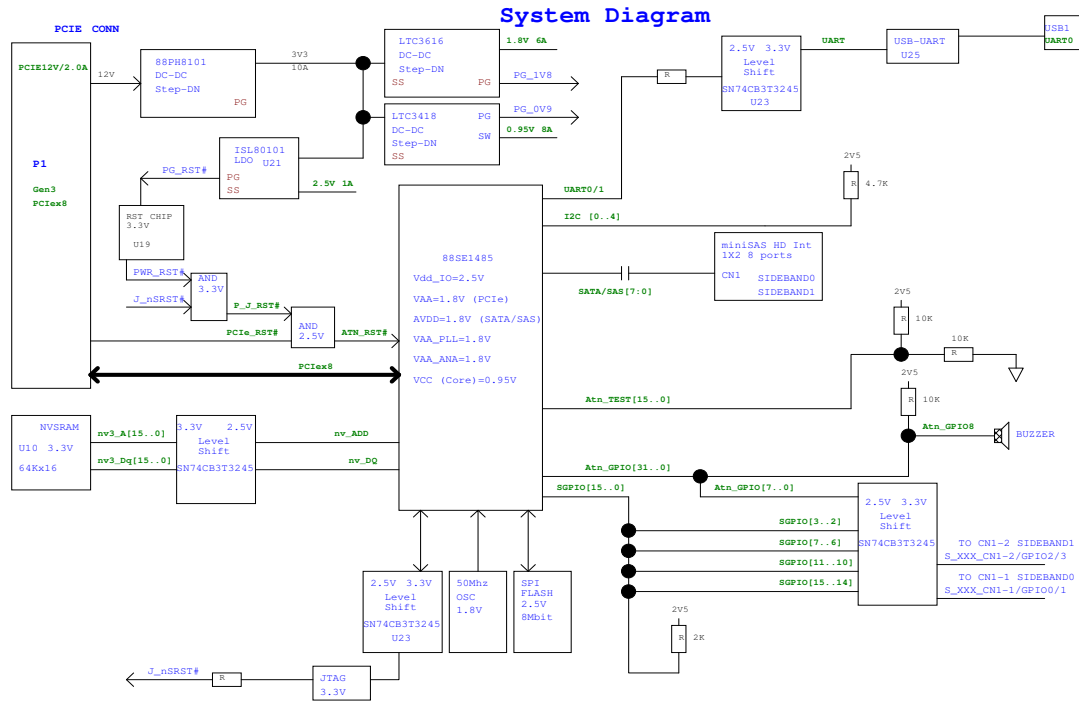 System Diagram
PCIE CONN
PCIE12V/2.0A
12V
P1
Gen3
PCIex8
88PH8101
DC-DC
Step-DN
PG
3V3
10A
LTC3616
DC-DC
Step-DN
SS
PG
1.8V 6A
PG_1V8
LTC3418
DC-DC
Step-DN
SS
PG
SW
PG_0V9
0.95V 8A
ISL80101
LDO U21
PG
SS
2.5V 1A
PG_RST#
RST CHIP
3.3V
U19
PWR_RST#
J_nSRST#
AND
3.3V
P_J_RST#
PCIe_RST#
AND
2.5V
ATN_RST#
PCIex8
R
2.5V 3.3V
Level
Shift
SN74CB3T3245
U23
UART
USB-UART
U25
USB1
UART0
88SE1485
Vdd_IO=2.5V
VAA=1.8V (PCIe)
AVDD=1.8V (SATA/SAS)
VAA_PLL=1.8V
VAA_ANA=1.8V
VCC (Core)=0.95V
UART0/1
I2C [0..4]
2V5
R 4.7K
SATA/SAS[7:0]
miniSAS HD Int
1X2 8 ports
CN1 SIDEBAND0
SIDEBAND1
2V5
R 10K
10K
R
Atn_TEST[15..0]
2V5
R 10K
Atn_GPIO8
BUZZER
Atn_GPIO[31..0]
SGPIO[15..0]
Atn_GPIO[7..0]
SGPIO[3..2]
SGPIO[7..6]
SGPIO[11..10]
SGPIO[15..14]
2.5V 3.3V
Level
Shift
SN74CB3T3245
TO CN1-2 SIDEBAND1
S_XXX_CN1-2/GPIO2/3
TO CN1-1 SIDEBAND0
S_XXX_CN1-1/GPIO0/1
2V5
R 2K
NVSRAM
U10 3.3V
64Kx16
nv3_A[15..0]
nv3_Dq[15..0]
3.3V 2.5V
Level
Shift
SN74CB3T3245
nv_ADD
nv_DQ
2.5V 3.3V
Level
Shift
SN74CB3T3245
U23
50Mhz
OSC
1.8V
SPI
FLASH
2.5V
8Mbit
J_nSRST#
R
JTAG
3.3V